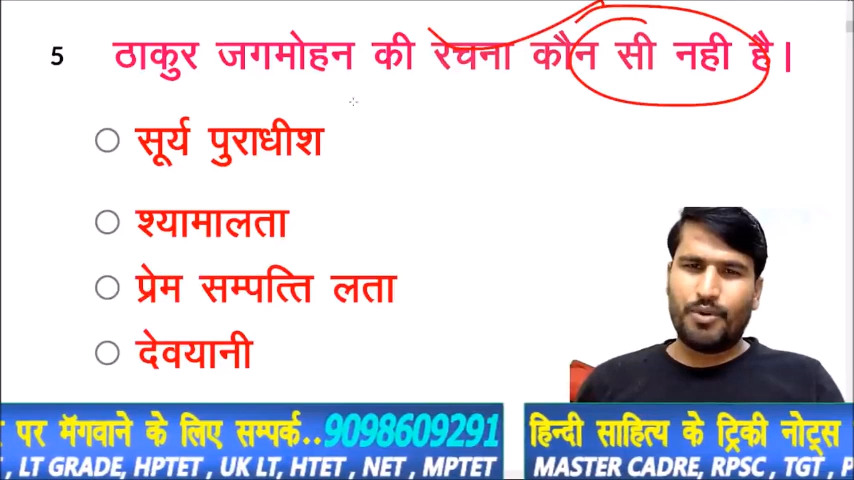 5 ठाकुर जगमोहन की रचना कौन सी नही है।
सूर्य पुराधीश
श्यामालता
प्रेम सम्पत्ति लता
देवयानी
पर मॅगवाने के लिए सम्पर्क..9098609291
हिन्दी साहित्य के ट्रिकी नोट्स
, LT GRADE, HPTET, UK LT, HTET, NET, MPTET
MASTER CADRE, RPSC, TGT, P